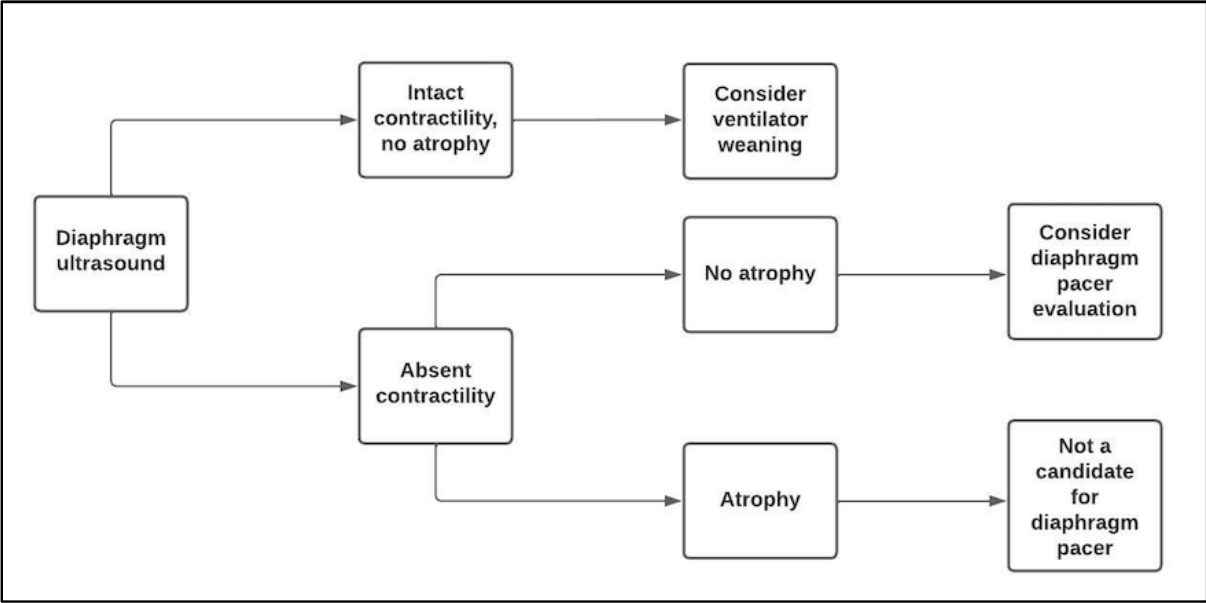 Diaphragm
ultrasound
Intact
contractility,
no atrophy
Consider
ventilator
weaning
Absent
contractility
No atrophy
Consider
diaphragm
pacer
evaluation
Atrophy
Not a
candidate
for
diaphragm
pacer